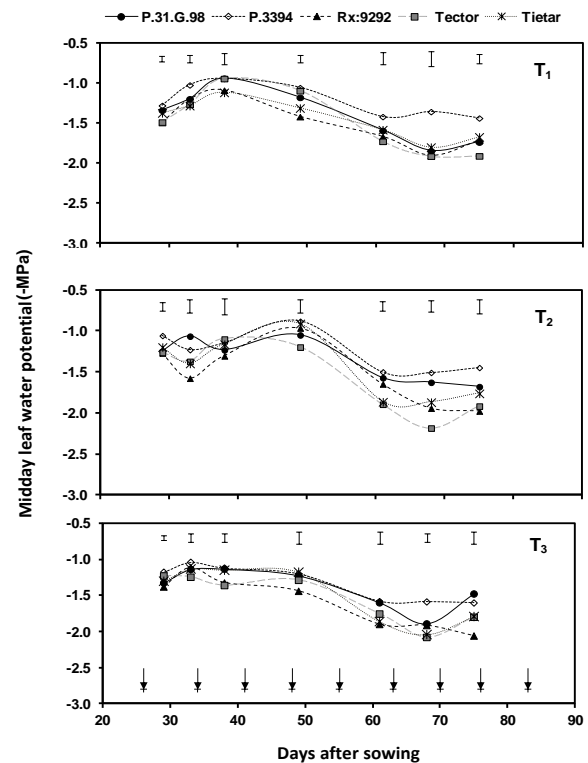 P.31.G.98 P.3394 Rx:9292 Tector Tietar
-0.5
T1
-1.0
-1.5
-2.0
-2.5
-3.0
Midday leaf water potential(-MPa)
-0.5
T2
-1.0
-1.5
-2.0
-2.5
-3.0
-0.5
T3
-1.0
-1.5
-2.0
-2.5
-3.0
20 30 40 50 60 70 80 90
Days after sowing